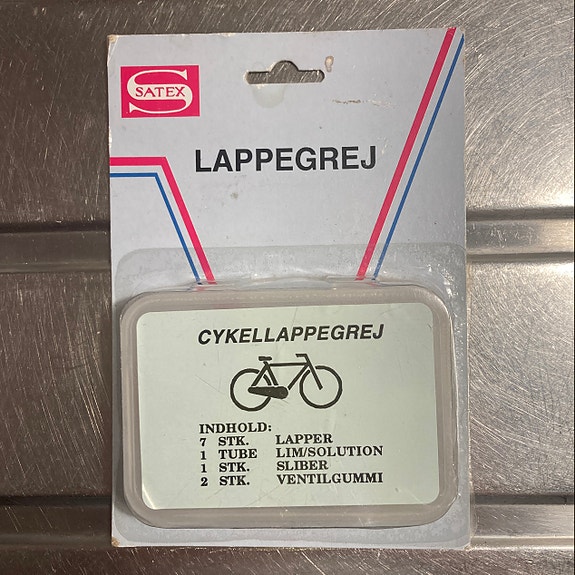 SATEX
LAPPEGREJ
CYKELLAPPEGREJ
INDHOLD:
7 STK. LAPPER
1 TUBE LIM/SOLUTION
1 STK. SLIBER
2 STK. VENTILGUMMI